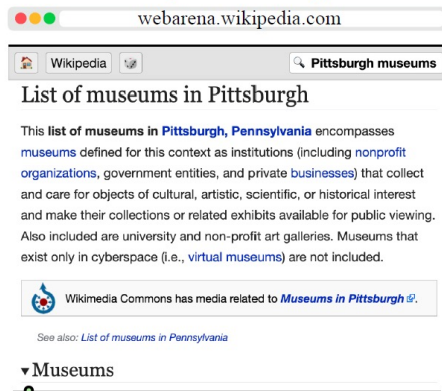 webarena.wikipedia.com
Wikipedia
Pittsburgh museums
List of museums in Pittsburgh
This list of museums in Pittsburgh, Pennsylvania encompasses
museums defined for this context as institutions (including nonprofit
organizations, government entities, and private businesses) that collect
and care for objects of cultural, artistic, scientific, or historical interest
and make their collections or related exhibits available for public viewing.
Also included are university and non-profit art galleries. Museums that
exist only in cyberspace (i.e., virtual museums) are not included.
Wikimedia Commons has media related to Museums in Pittsburgh.
See also: List of museums in Pennsylvania
Museums